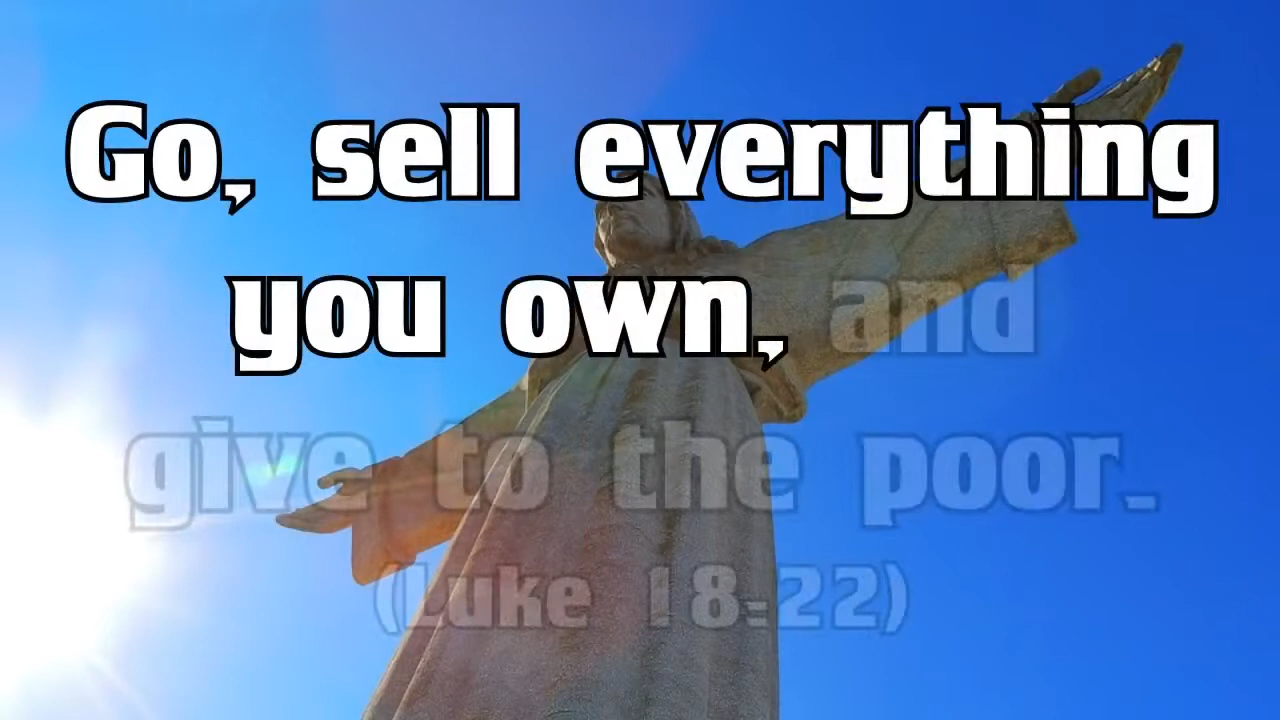 Go, sell everything
you own, and
give to the poor.
(Luke 18:22)